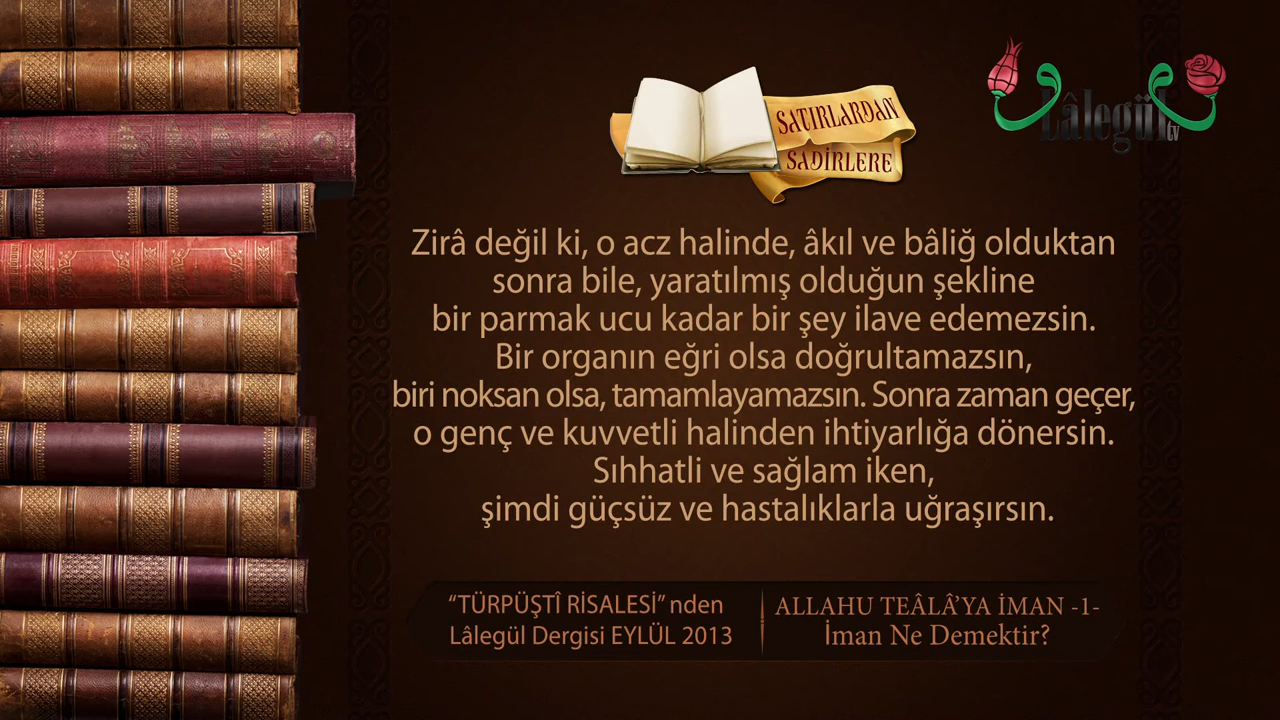 SATIRLARDAN
SADIRLERE
Lâlegül tv
Zirâ değil ki, o acz halinde, âkıl ve bâliğ olduktan
sonra bile, yaratılmış olduğun şekline
bir parmak ucu kadar bir şey ilave edemezsin.
Bir organın eğri olsa doğrultamazsın,
biri noksan olsa, tamamlayamazsın. Sonra zaman geçer,
o genç ve kuvvetli halinden ihtiyarlığa dönersin.
Sıhhatli ve sağlam iken,
şimdi güçsüz ve hastalıklarla uğraşırsın.
“TÜRPÜŞTÎ RİSALESİ” nden
Lâlegül Dergisi EYLÜL 2013
ALLAHU TEÂLÂ’YA İMAN -1-
İman Ne Demektir?